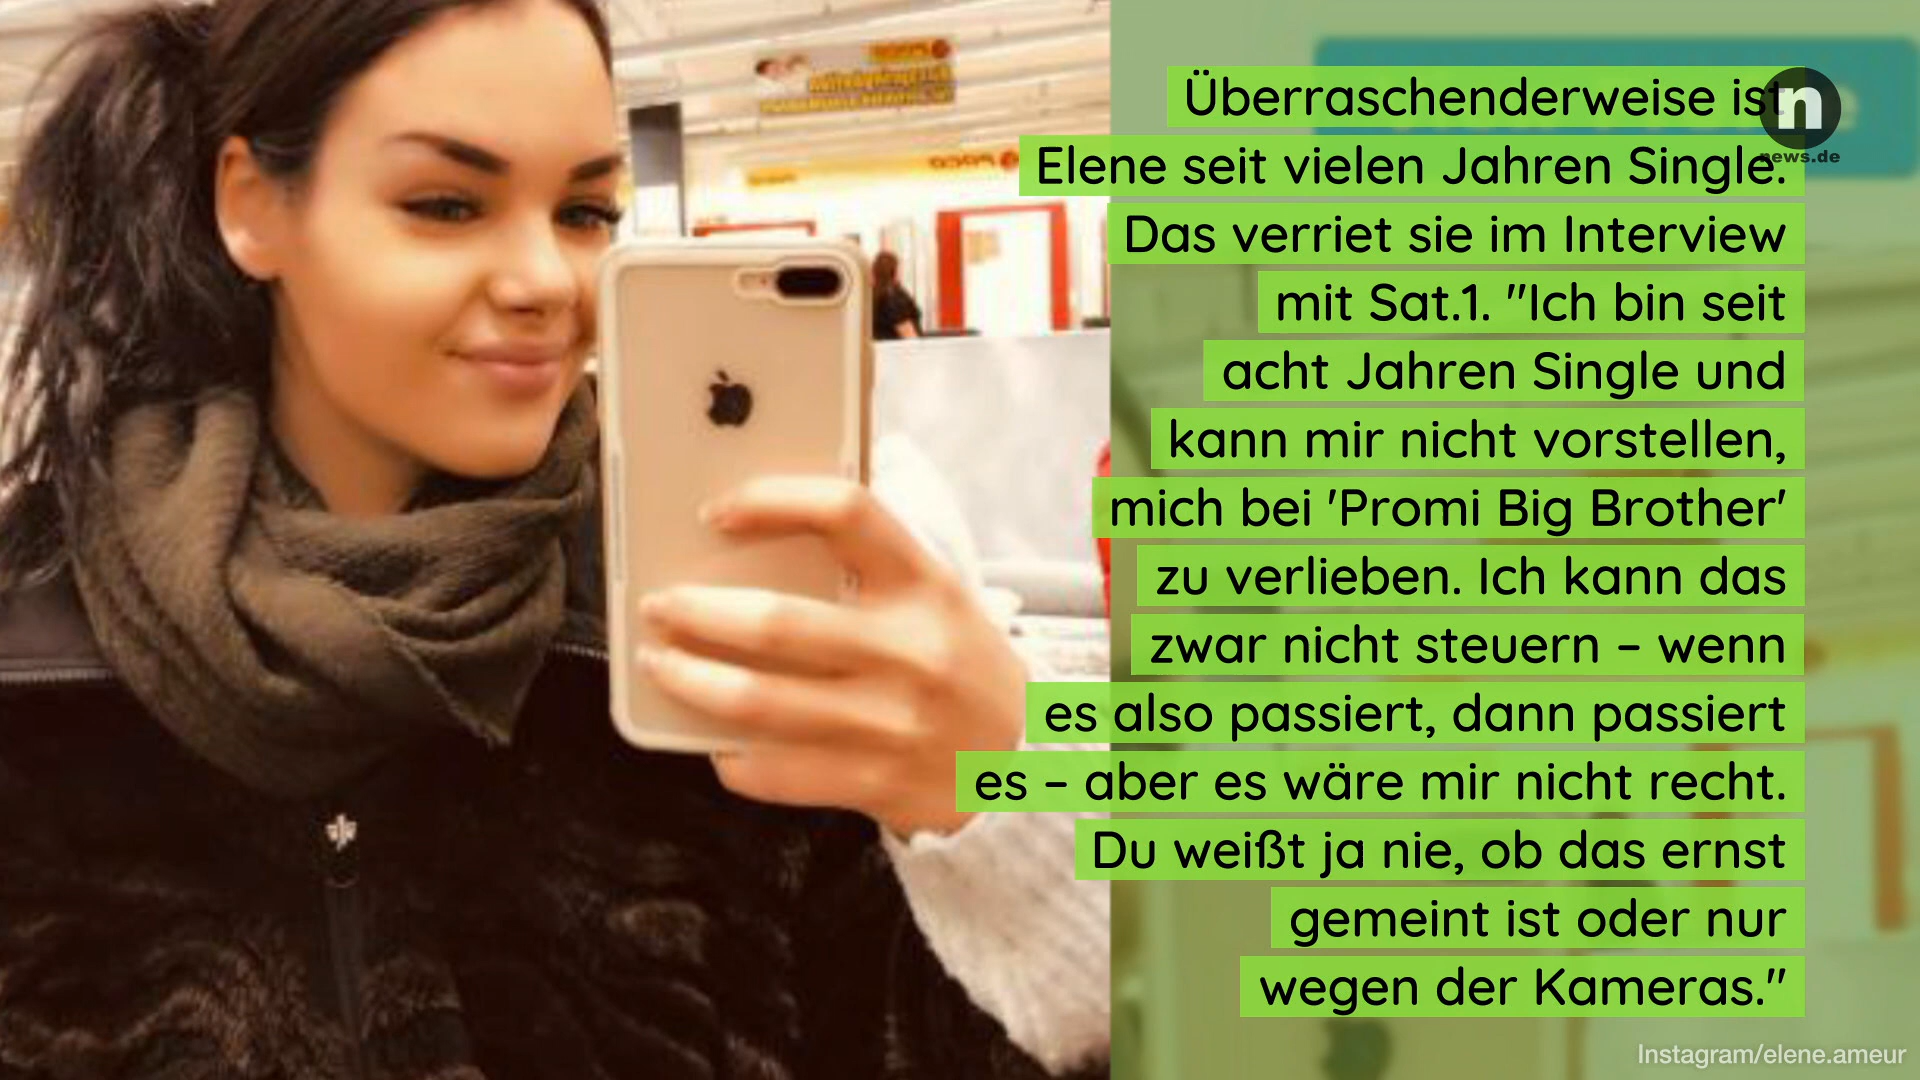 Überraschenderweise ist
Elene seit vielen Jahren Single.
Das verriet sie im Interview
mit Sat.1. "Ich bin seit
acht Jahren Single und
kann mir nicht vorstellen,
mich bei 'Promi Big Brother'
zu verlieben. Ich kann das
zwar nicht steuern – wenn
es also passiert, dann passiert
es – aber es wäre mir nicht recht.
Du weißt ja nie, ob das ernst
gemeint ist oder nur
wegen der Kameras."
n
news.de
Instagram/elene.ameur